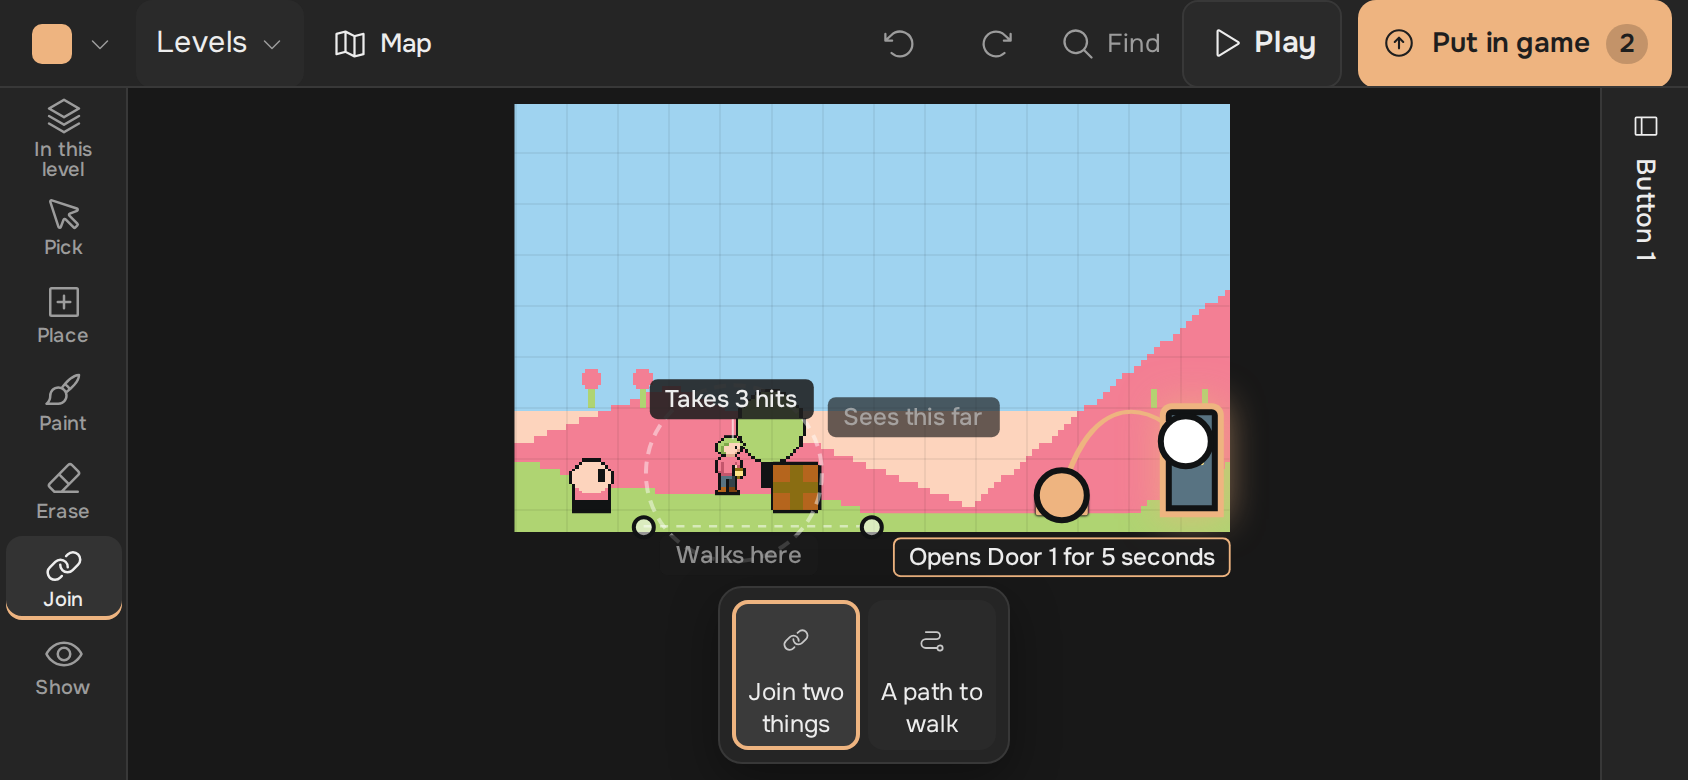 Levels
Map
Find
Play
Put in game
2
In this
level
Pick
Place
Paint
Erase
Join
Show
Takes 3 hits
Sees this far
Walks here
Opens Door 1 for 5 seconds
Join two
things
A path to
walk
Button 1